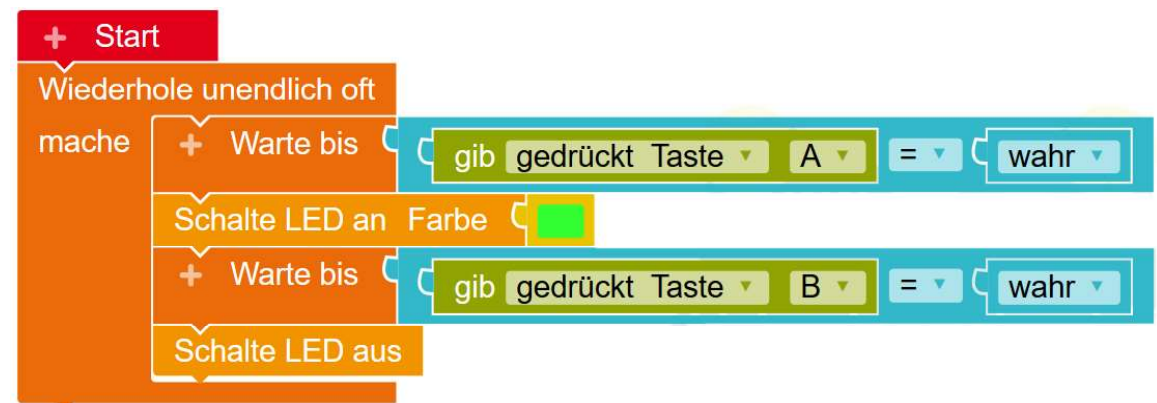 + Start
Wiederhole unendlich oft
mache + Warte bis gib gedrückt Taste A = wahr
Schalte LED an Farbe
+ Warte bis gib gedrückt Taste B = wahr
Schalte LED aus